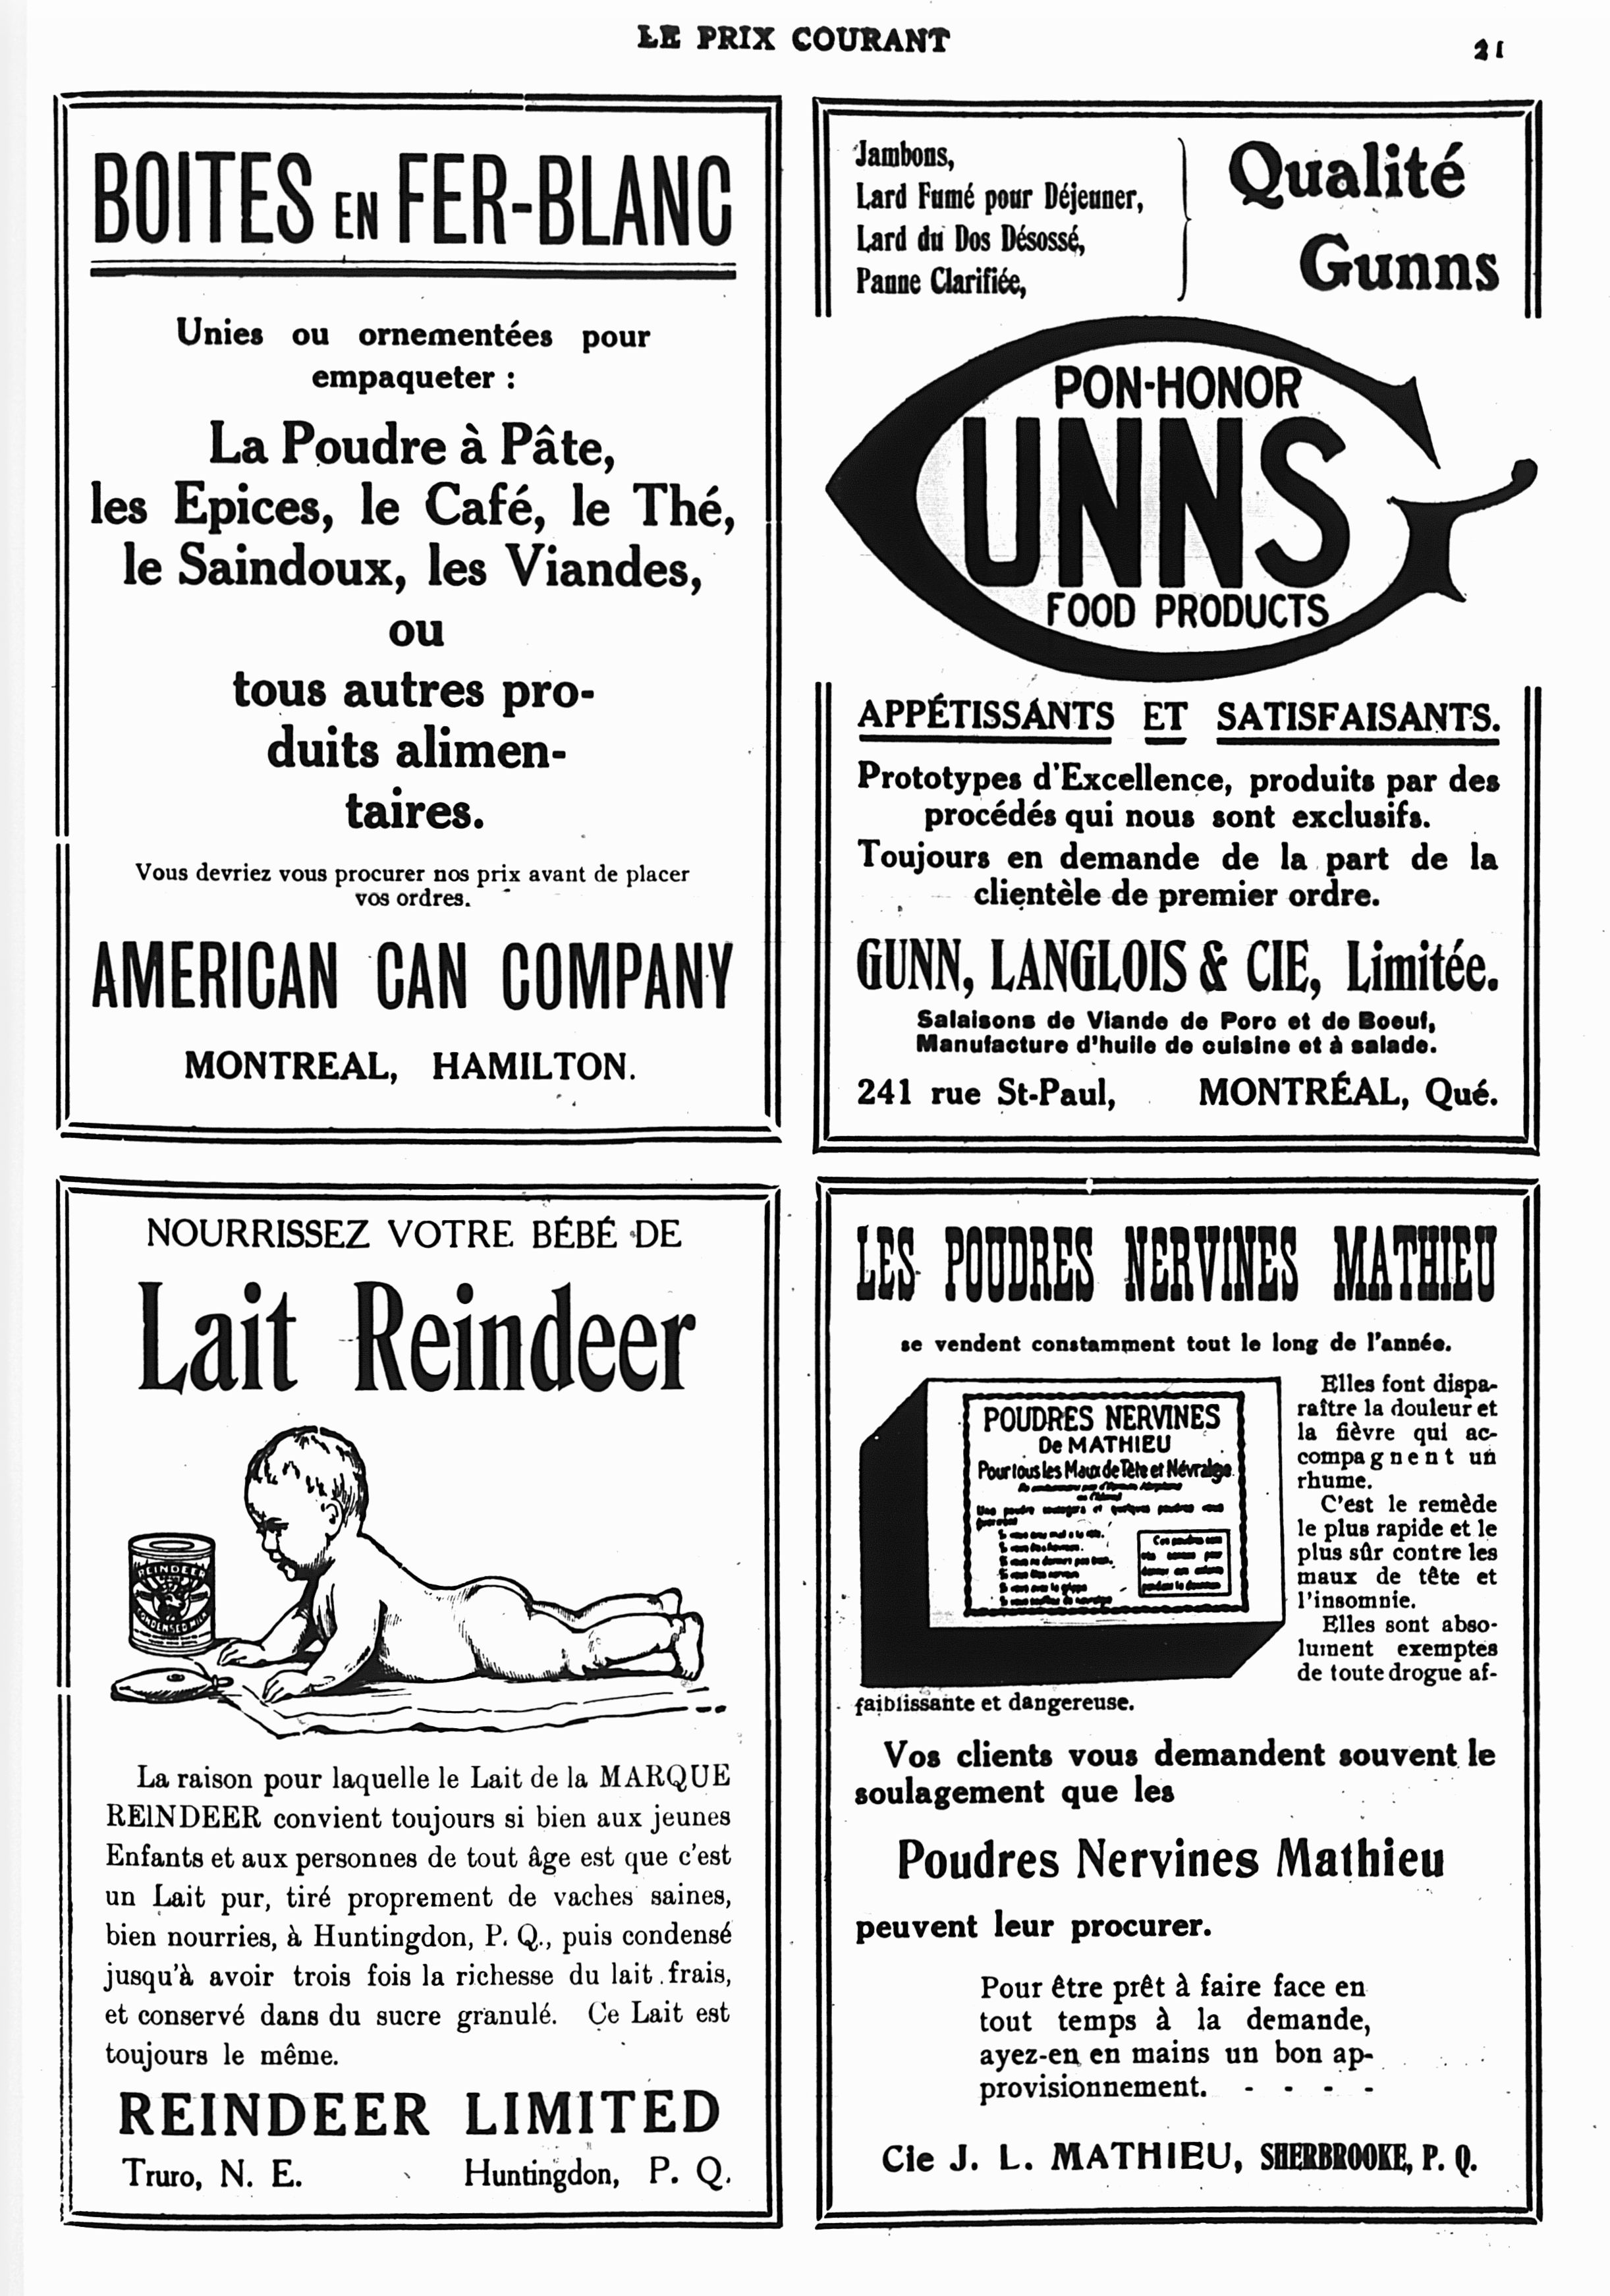 LE PRIX COURANT
21
BOITES EN FER-BLANC
Unies ou ornementées pour
empaqueter :
La Poudre à Pâte,
les Epices, le Café, le Thé,
le Saindoux, les Viandes,
ou
tous autres pro-
duits alimen-
taires.
Vous devriez vous procurer nos prix avant de placer
vos ordres.
AMERICAN CAN COMPANY
MONTREAL, HAMILTON.
Jambons,
Lard Fumé pour Déjeuner,
Lard du Dos Désossé,
Panne Clarifiée,
Qualité
Gunns
PON-HONOR
GUNNS
FOOD PRODUCTS
APPÉTISSANTS ET SATISFAISANTS.
Prototypes d'Excellence, produits par des
procédés qui nous sont exclusifs.
Toujours en demande de la part de la
clientèle de premier ordre.
GUNN, LANGLOIS & CIE, Limitée.
Salaisons de Viande de Porc et de Boeuf,
Manufacture d'huile de cuisine et à salade.
241 rue St-Paul, MONTRÉAL, Qué.
NOURRISSEZ VOTRE BÉBÉ DE
Lait Reindeer
REINDEER
CONDENSED MILK
La raison pour laquelle le Lait de la MARQUE
REINDEER convient toujours si bien aux jeunes
Enfants et aux personnes de tout âge est que c'est
un Lait pur, tiré proprement de vaches saines,
bien nourries, à Huntingdon, P. Q., puis condensé
jusqu'à avoir trois fois la richesse du lait frais,
et conservé dans du sucre granulé. Ce Lait est
toujours le même.
REINDEER LIMITED
Truro, N. E. Huntingdon, P. Q.
LES POUDRES NERVINES MATHIEU
se vendent constamment tout le long de l'année.
POUDRES NERVINES
De MATHIEU
Pour tous les Maux de Tête et Névralgie
Elles font dispa-
raître la douleur et
la fièvre qui ac-
compagnent un
rhume.
C'est le remède
le plus rapide et le
plus sûr contre les
maux de tête et
l'insomnie.
Elles sont abso-
lument exemptes
de toute drogue af-
faiblissante et dangereuse.
Vos clients vous demandent souvent le
soulagement que les
Poudres Nervines Mathieu
peuvent leur procurer.
Pour être prêt à faire face en
tout temps à la demande,
ayez-en en mains un bon ap-
provisionnement. - - - -
Cie J. L. MATHIEU, SHERBROOKE, P. Q.